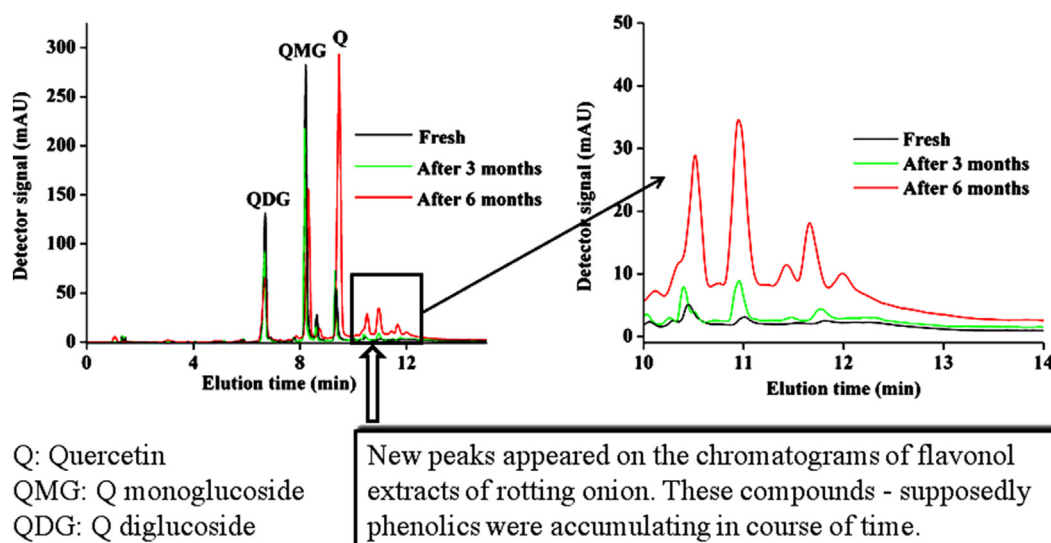 300
250
200
150
100
50
0
Detector signal (mAU)
QDG
QMG
Q
Fresh
After 3 months
After 6 months
0
4
8
12
Elution time (min)
50
40
30
20
10
0
Detector signal (mAU)
Fresh
After 3 months
After 6 months
10
11
12
13
14
Elution time (min)
Q: Quercetin
QMG: Q monoglucoside
QDG: Q diglucoside
New peaks appeared on the chromatograms of flavonol
extracts of rotting onion. These compounds - supposedly
phenolics were accumulating in course of time.